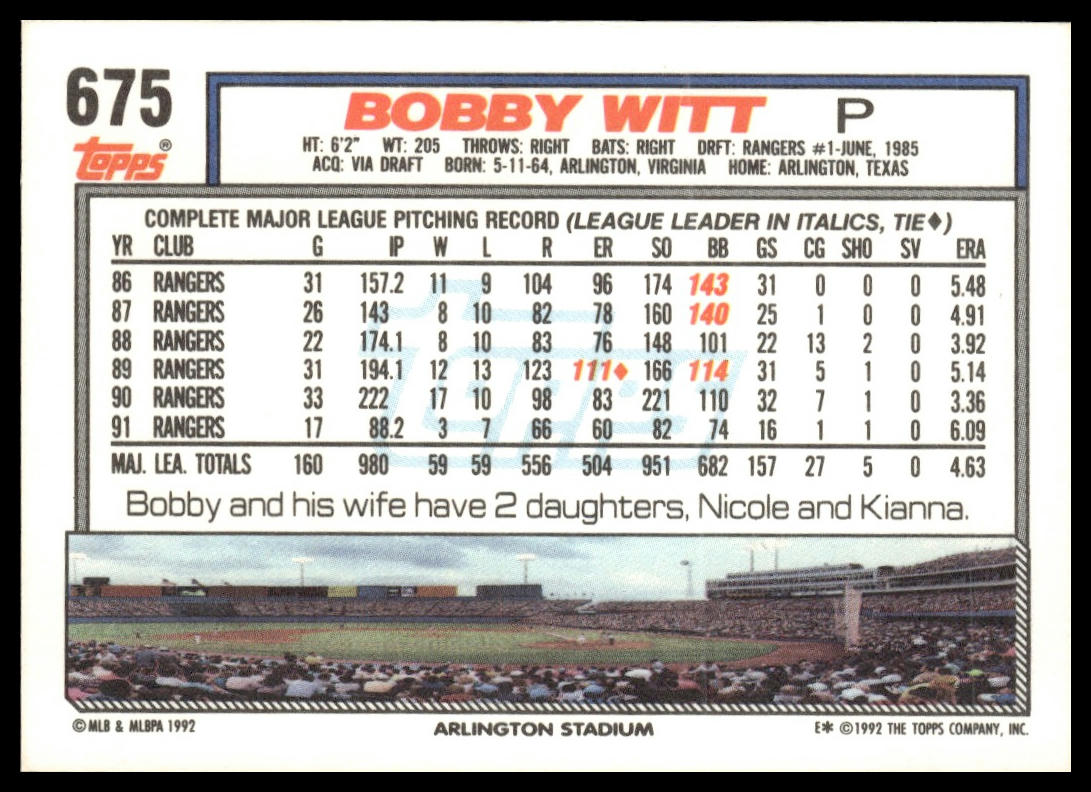 675
BOBBY WITT P
Topps®
HT: 6'2" WT: 205 THROWS: RIGHT BATS: RIGHT DRFT: RANGERS #1-JUNE, 1985
ACQ: VIA DRAFT BORN: 5-11-64, ARLINGTON, VIRGINIA HOME: ARLINGTON, TEXAS
COMPLETE MAJOR LEAGUE PITCHING RECORD (LEAGUE LEADER IN ITALICS, TIE♦)
YR CLUB G IP W L R ER SO BB GS CG SHO SV ERA
86 RANGERS 31 157.2 11 9 104 96 174 143 31 0 0 0 5.48
87 RANGERS 26 143 8 10 82 78 160 140 25 1 0 0 4.91
88 RANGERS 22 174.1 8 10 83 76 148 101 22 13 2 0 3.92
89 RANGERS 31 194.1 12 13 123 111♦ 166 114 31 5 1 0 5.14
90 RANGERS 33 222 17 10 98 83 221 110 32 7 1 0 3.36
91 RANGERS 17 88.2 3 7 66 60 82 74 16 1 1 0 6.09
MAJ. LEA. TOTALS 160 980 59 59 556 504 951 682 157 27 5 0 4.63
Bobby and his wife have 2 daughters, Nicole and Kianna.
©MLB & MLBPA 1992 ARLINGTON STADIUM E* ©1992 THE TOPPS COMPANY, INC.